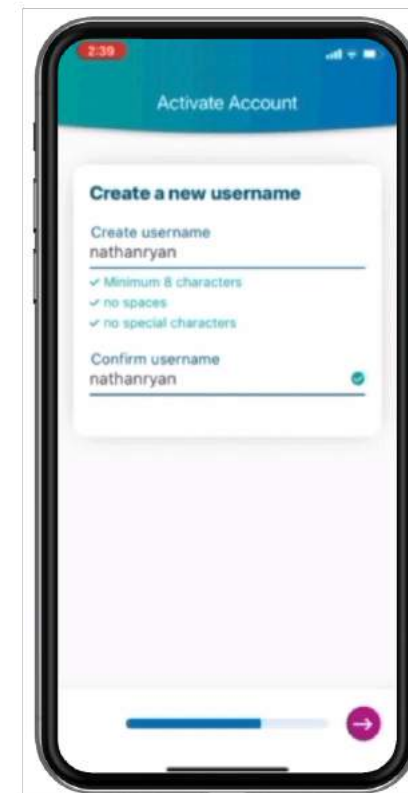 2:39
Activate Account
Create a new username
Create username
nathanryan
✓ Minimum 8 characters
✓ no spaces
✓ no special characters
Confirm username
nathanryan